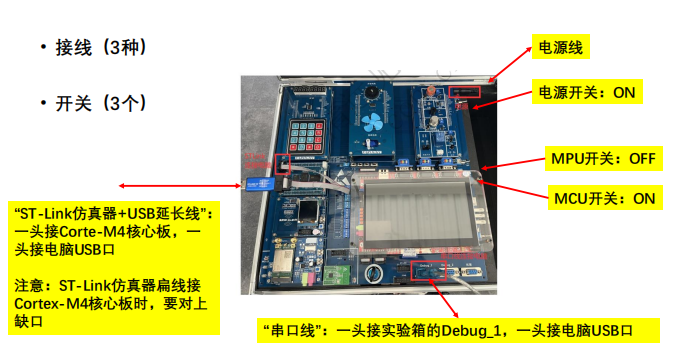 • 接线（3种）
• 开关（3个）
电源线
电源开关：ON
MPU开关：OFF
MCU开关：ON
“ST-Link仿真器+USB延长线”：
一头接Corte-M4核心板，一
头接电脑USB口
注意：ST-Link仿真器扁线接
Cortex-M4核心板时，要对上
缺口
Debug_1
“串口线”：一头接实验箱的Debug_1，一头接电脑USB口